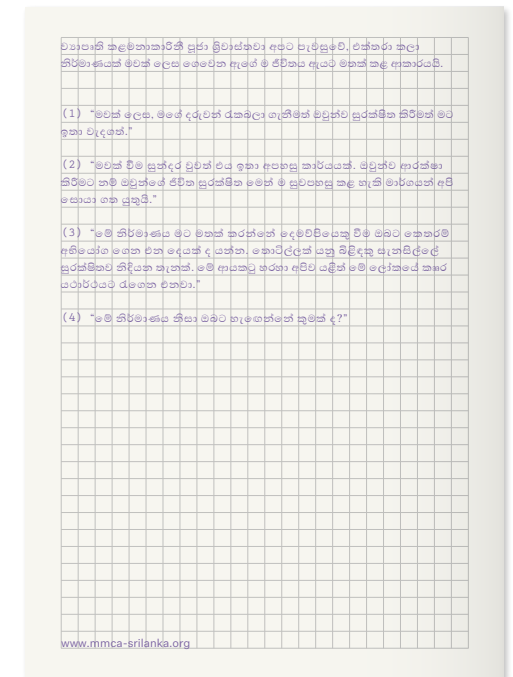 ව්‍යාපෘති කළමනාකාරිනී පූජා ශ්‍රිවාස්තවා අපට පැවසුවේ, එක්තරා කලා
නිර්මාණයක් මවක් ලෙස ගෙවෙන ඇගේ ම ජීවිතය ඇයට මතක් කළ ආකාරයයි.
(1) “මවක් ලෙස, මගේ දරුවන් රැකබලා ගැනීමත් ඔවුන්ව සුරක්ෂිත කිරීමත් මට
ඉතා වැදගත්.”
(2) “මවක් වීම සුන්දර වුවත් එය ඉතා අපහසු කාර්යයක්. ඔවුන්ව ආරක්ෂා
කිරීමට නම් ඔවුන්ගේ ජීවිත සුරක්ෂිත මෙන් ම සුවපහසු කළ හැකි මාර්ගයන් අපි
සොයා ගත යුතුයි.”
(3) “මේ නිර්මාණය මට මතක් කරන්නේ දෙමව්පියෙකු වීම ඔබට කෙතරම්
අභියෝග ගෙන එන දෙයක් ද යන්න. තොටිල්ලක් යනු බිළිඳකු සැනසිල්ලේ
සුරක්ෂිතව නිදියන තැනක්. මේ ආයකටු හරහා අපිව යළිත් මේ ලෝකයේ කෲර
යථාර්ථයට රැගෙන එනවා.”
(4) “මේ නිර්මාණය නිසා ඔබට හැඟෙන්නේ කුමක් ද?”
www.mmca-srilanka.org